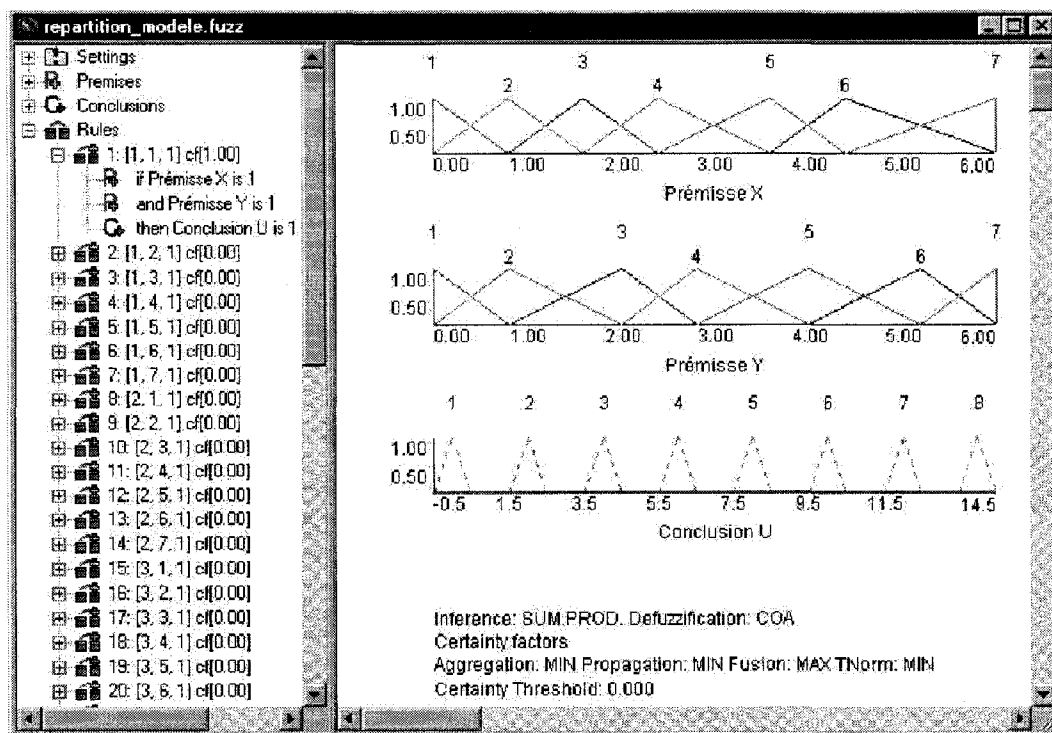 repartition_modele.fuzz
Settings
Premises
Conclusions
Rules
1: [1, 1, 1] cf[1.00]
if Prémisse X is 1
and Prémisse Y is 1
then Conclusion U is 1
2: [1, 2, 1] cf[0.00]
3: [1, 3, 1] cf[0.00]
4: [1, 4, 1] cf[0.00]
5: [1, 5, 1] cf[0.00]
6: [1, 6, 1] cf[0.00]
7: [1, 7, 1] cf[0.00]
8: [2, 1, 1] cf[0.00]
9: [2, 2, 1] cf[0.00]
10: [2, 3, 1] cf[0.00]
11: [2, 4, 1] cf[0.00]
12: [2, 5, 1] cf[0.00]
13: [2, 6, 1] cf[0.00]
14: [2, 7, 1] cf[0.00]
15: [3, 1, 1] cf[0.00]
16: [3, 2, 1] cf[0.00]
17: [3, 3, 1] cf[0.00]
18: [3, 4, 1] cf[0.00]
19: [3, 5, 1] cf[0.00]
20: [3, 6, 1] cf[0.00]
1 2 3 4 5 6 7
1.00
0.50
0.00 1.00 2.00 3.00 4.00 5.00 6.00
Prémisse X
1 2 3 4 5 6 7
1.00
0.50
0.00 1.00 2.00 3.00 4.00 5.00 6.00
Prémisse Y
1 2 3 4 5 6 7 8
1.00
0.50
-0.5 1.5 3.5 5.5 7.5 9.5 11.5 14.5
Conclusion U
Inference: SUM.PROD. Defuzzification: COA
Certainty factors
Aggregation: MIN Propagation: MIN Fusion: MAX TNorm: MIN
Certainty Threshold: 0.000